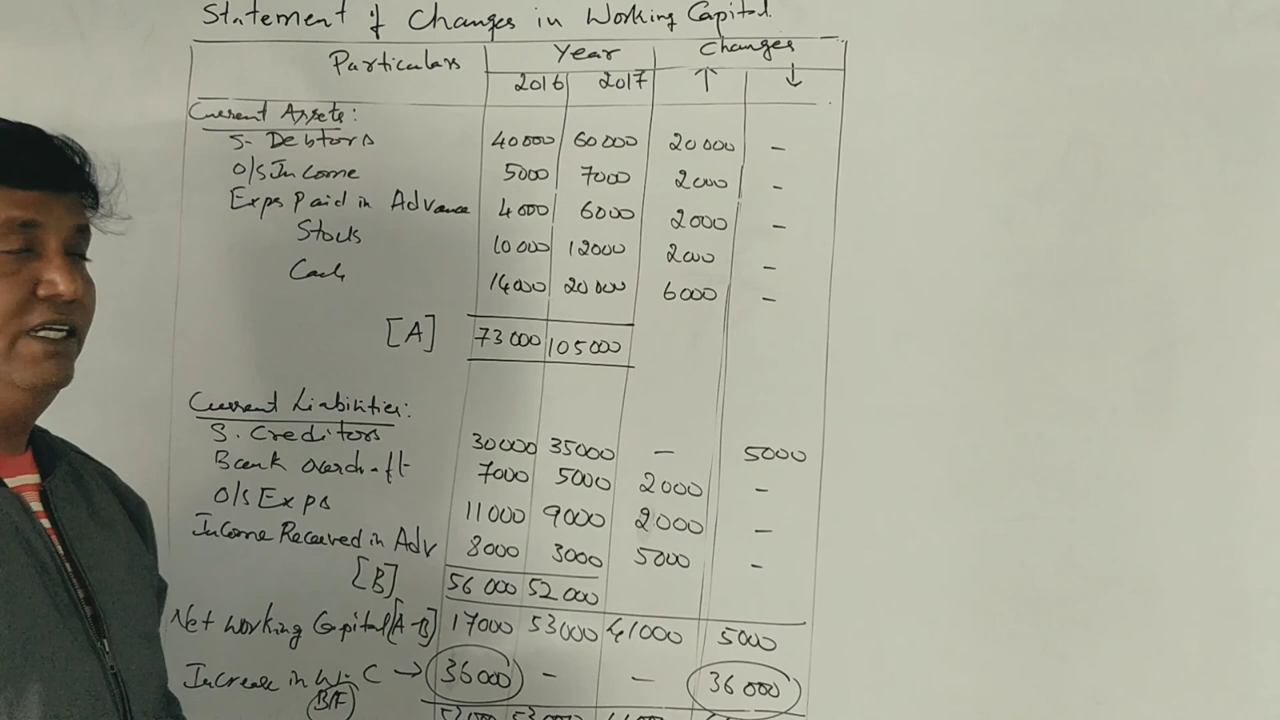 Statement of Changes in Working Capital.
Particulars Year Changes
2016 2017 ↑ ↓
Current Assets:
S. Debtors 40000 60000 20000 -
O/S Income 5000 7000 2000 -
Exps Paid in Advance 4000 6000 2000 -
Stocks 10000 12000 2000 -
Cash 14000 20000 6000 -
[A] 73000 105000
Current Liabilities:
S. Creditors 30000 35000 - 5000
Bank overdraft 7000 5000 2000 -
O/S Exps 11000 9000 2000 -
Income Received in Adv 8000 3000 5000 -
[B] 56000 52000
Net Working Capital [A-B] 17000 53000 41000 5000
Increase in W.C → 36000 - - 36000
(B/F)
53000 53000